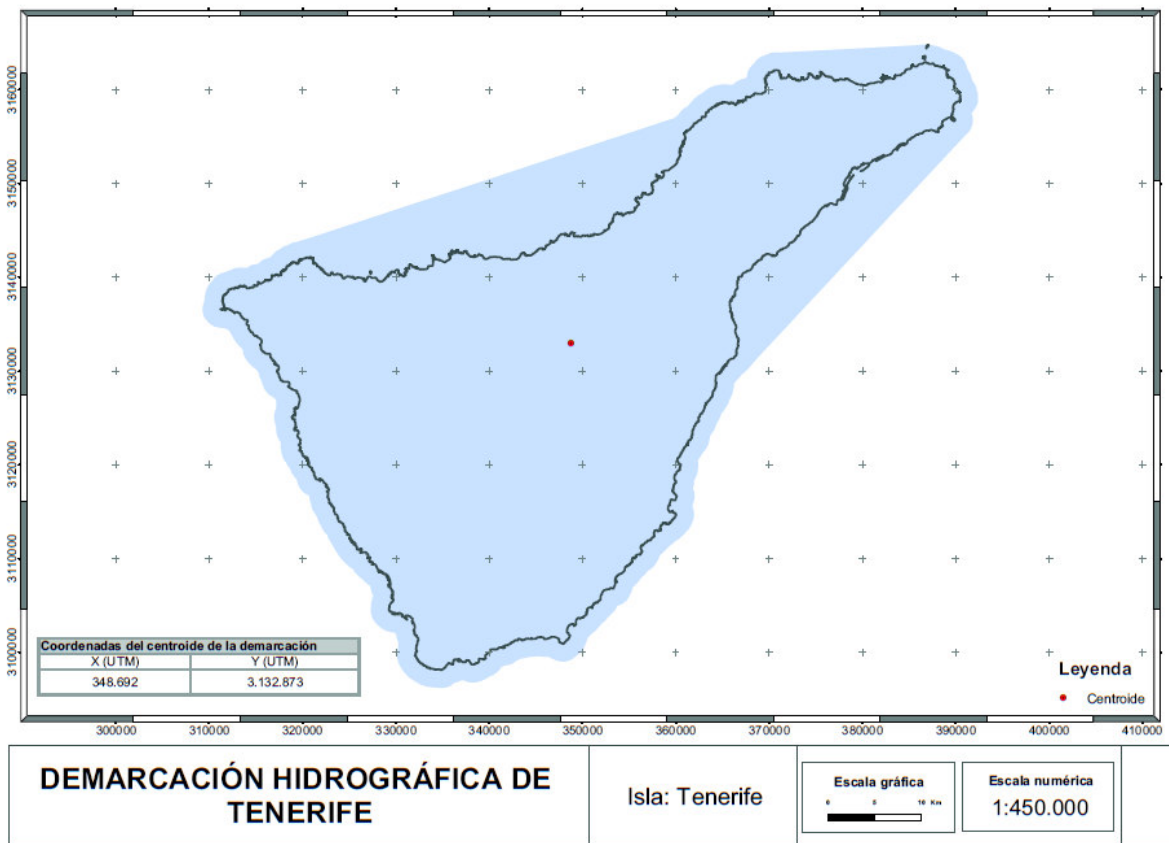 3160000
3150000
3140000
3130000
3120000
3110000
3100000
Coordenadas del centroide de la demarcación
X (UTM) Y (UTM)
348.692 3.132.873
Leyenda
Centroide
300000 310000 320000 330000 340000 350000 360000 370000 380000 390000 400000 410000
DEMARCACIÓN HIDROGRÁFICA DE
TENERIFE
Isla: Tenerife
Escala gráfica
0 5 10 Km
Escala numérica
1:450.000